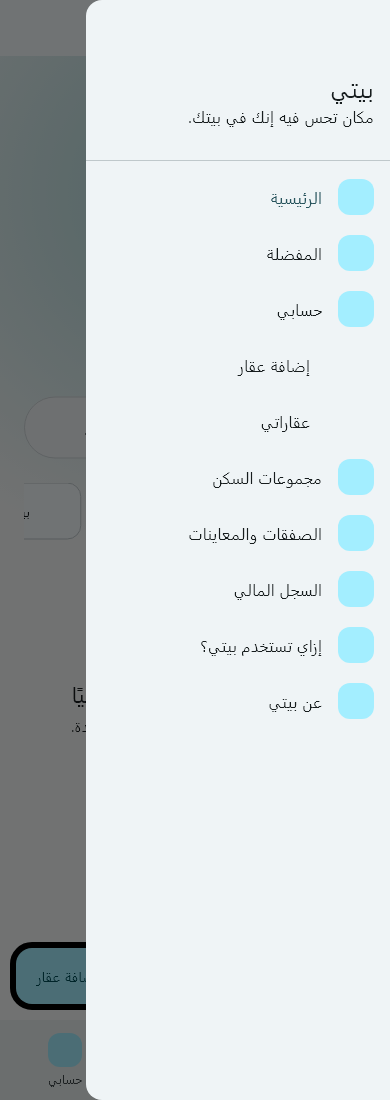 بيتي
مكان تحس فيه إنك في بيتك.
الرئيسية
المفضلة
حسابي
إضافة عقار
عقاراتي
مجموعات السكن
الصفقات والمعاينات
السجل المالي
إزاي تستخدم بيتي؟
عن بيتي
عقار
حسابي